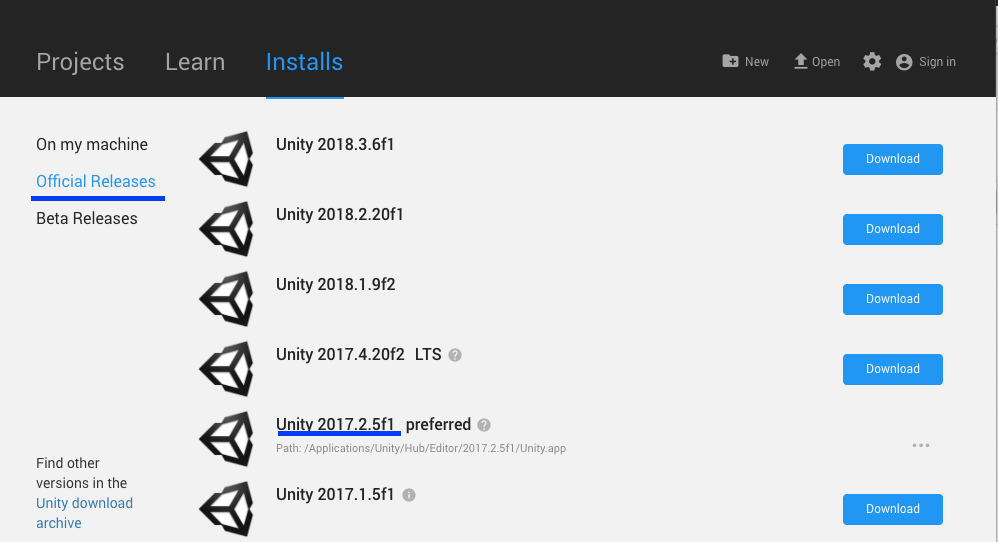 Projects Learn Installs New Open Sign in
On my machine
Official Releases
Beta Releases
Unity 2018.3.6f1 Download
Unity 2018.2.20f1 Download
Unity 2018.1.9f2 Download
Unity 2017.4.20f2 LTS ? Download
Unity 2017.2.5f1 preferred ?
Path: /Applications/Unity/Hub/Editor/2017.2.5f1/Unity.app
Unity 2017.1.5f1 i Download
Find other
versions in the
Unity download
archive